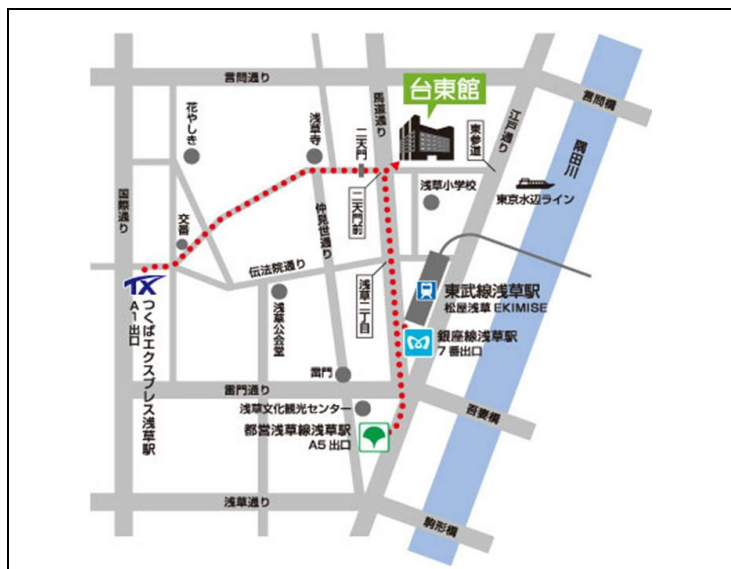 言問通り
台東館
花やしき
浅草寺
二天門
馬道通り
東参道
江戸通り
言問橋
隅田川
国際通り
交番
仲見世通り
二天門前
浅草小学校
東京水辺ライン
伝法院通り
浅草二丁目
東武線浅草駅
松屋浅草 EKIMISE
TX
つくばエクスプレス浅草駅
A1出口
浅草公会堂
銀座線浅草駅
7番出口
雷門
雷門通り
浅草文化観光センター
都営浅草線浅草駅
A5出口
吾妻橋
浅草通り
駒形橋